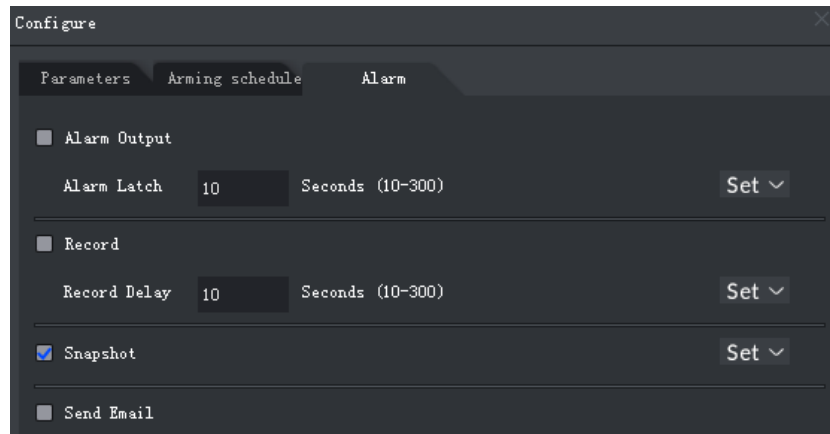 Configure
Parameters Arming schedule Alarm
Alarm Output
Alarm Latch 10 Seconds (10-300) Set
Record
Record Delay 10 Seconds (10-300) Set
Snapshot Set
Send Email